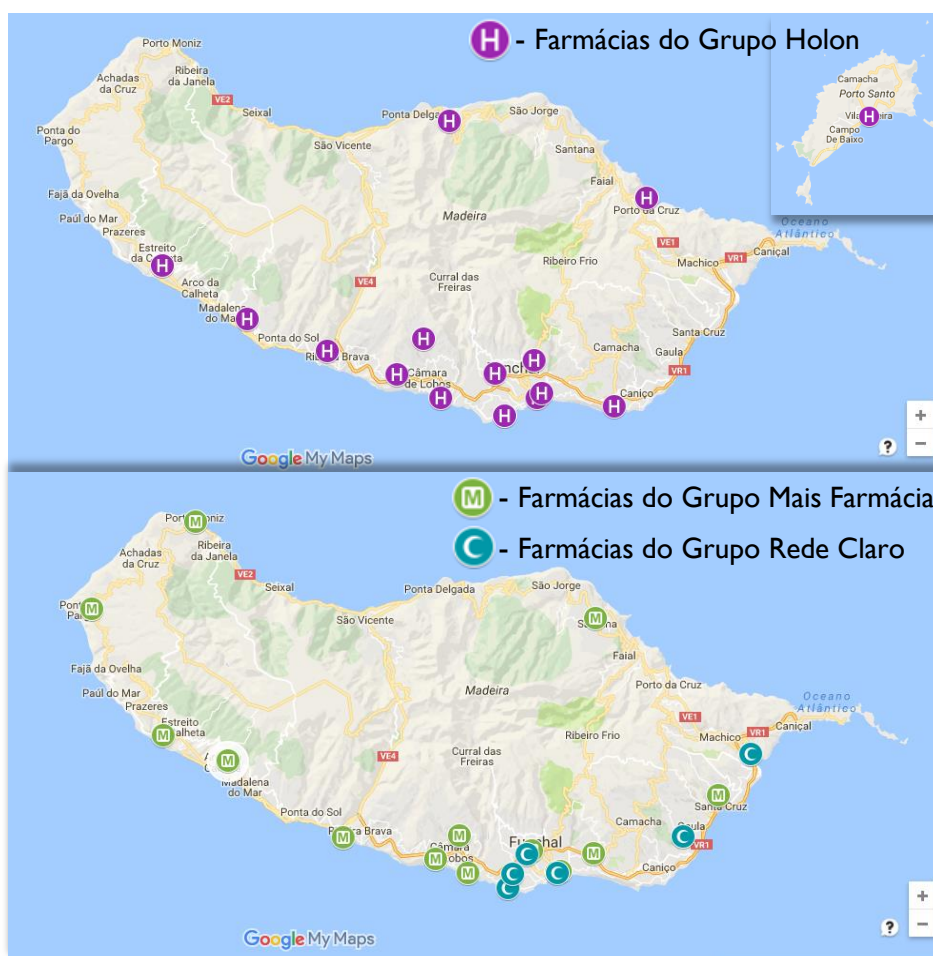 H - Farmácias do Grupo Holon
Porto Moniz
Achadas
da Cruz
Ribeira
da Janela
VE2
Seixal
Ponta do
Pargo
São Vicente
Ponta Delgada
H
São Jorge
Santana
Faial
H
Porto da Cruz
Camacha
Porto Santo
H
Campo
De Baixo
Fajã da Ovelha
Paúl do Mar
Prazeres
Estreito
H
Arco da
Calheta
Madalena
do Mar
H
Madeira
Ribeiro Frio
VE1
Machico
VR1
Caniçal
Oceano
Atlântico
VE4
Curral das
Freiras
Ponta do Sol
H
Ribeira Brava
H
H
Câmara
de Lobos
H
H
H
H
H
H
Camacha
Gaula
Santa Cruz
VR1
Caniço
H
+
?
−
Google My Maps
M - Farmácias do Grupo Mais Farmácia
C - Farmácias do Grupo Rede Claro
M
Achadas
da Cruz
Ribeira
da Janela
VE2
Seixal
M
São Vicente
Ponta Delgada
São Jorge
M
Faial
Porto da Cruz
Fajã da Ovelha
Paúl do Mar
Prazeres
Estreito
M
M
Madalena
do Mar
Madeira
Ribeiro Frio
VE1
Machico
VR1
Caniçal
C
Oceano
Atlântico
VE4
Curral das
Freiras
Ponta do Sol
M
M
M
M
Funchal
C
C
C
C
M
Camacha
C
M
Santa Cruz
VR1
Caniço
+
?
−
Google My Maps